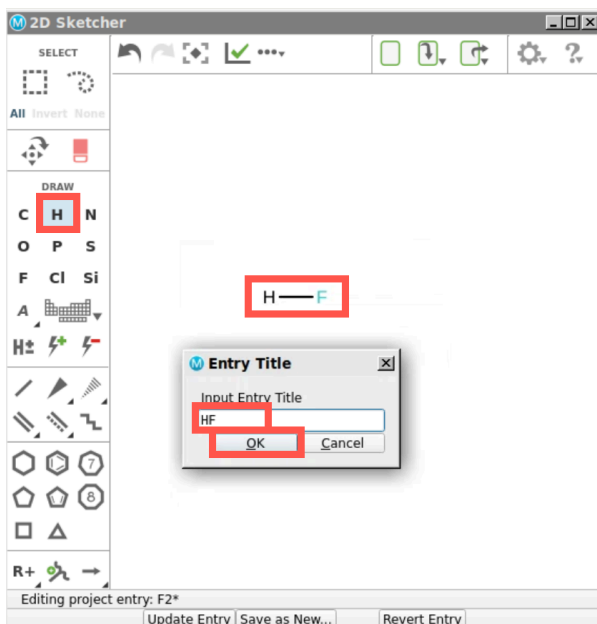 2D Sketcher
SELECT
All Invert None
DRAW
C H N
O P S
F Cl Si
A
H±
7
8
R+
H F
Entry Title
Input Entry Title
HF
OK Cancel
Editing project entry: F2*
Update Entry Save as New... Revert Entry